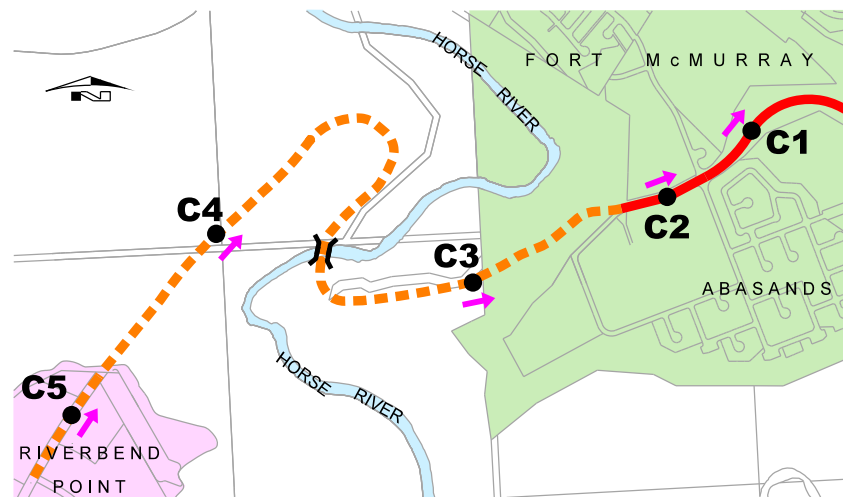 HORSE RIVER
FORT McMURRAY
N
C1
C2
C4
C3
ABASANDS
HORSE RIVER
C5
RIVERBEND
POINT